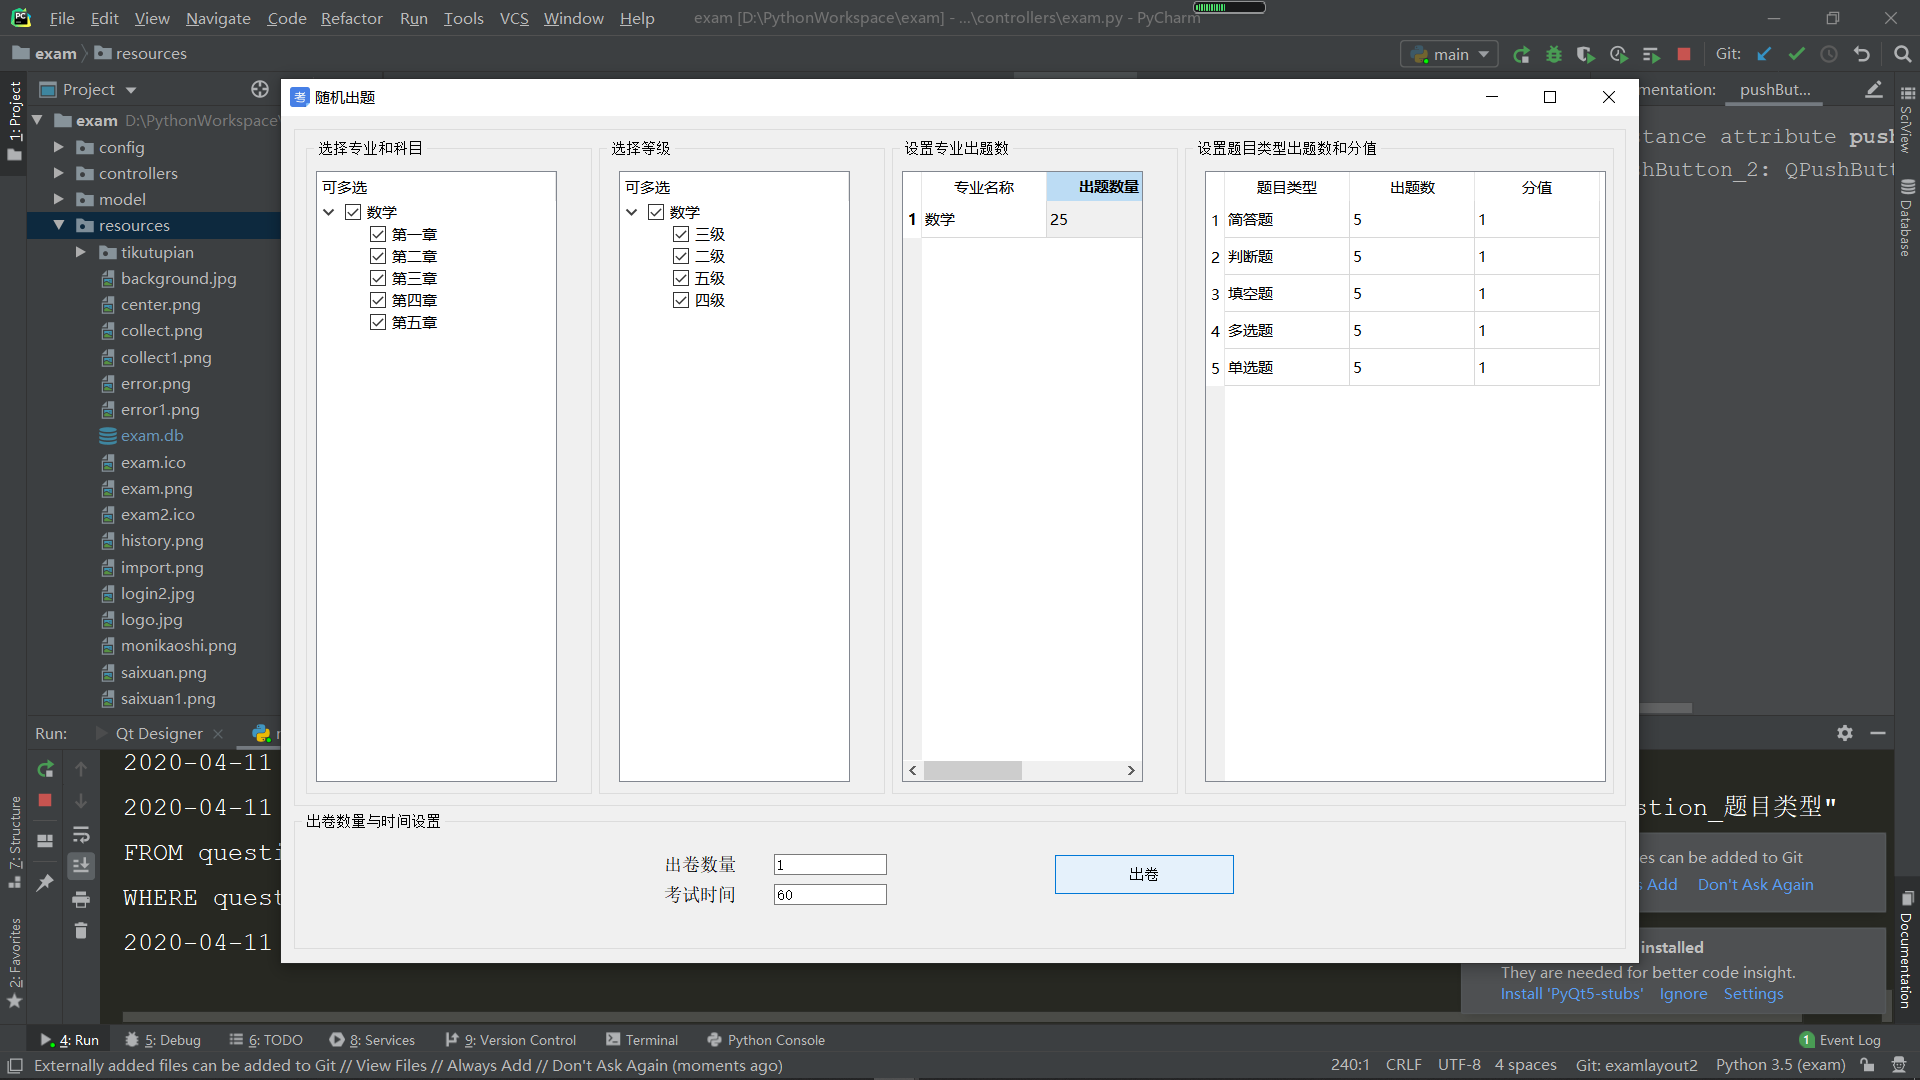 File Edit View Navigate Code Refactor Run Tools VCS Window Help exam [D:\PythonWorkspace\exam] - ...\controllers\exam.py - PyCharm
exam resources main Git:
1: Project
Project
exam D:\PythonWorkspace
config
controllers
model
resources
tikutupian
background.jpg
center.png
collect.png
collect1.png
error.png
error1.png
exam.db
exam.ico
exam.png
exam2.ico
history.png
import.png
login2.jpg
logo.jpg
monikaoshi.png
saixuan.png
saixuan1.png
随机出题
选择专业和科目
可多选
数学
第一章
第二章
第三章
第四章
第五章
选择等级
可多选
数学
三级
二级
五级
四级
设置专业出题数
专业名称 出题数量
1 数学 25
设置题目类型出题数和分值
题目类型 出题数 分值
1 简答题 5 1
2 判断题 5 1
3 填空题 5 1
4 多选题 5 1
5 单选题 5 1
出卷数量与时间设置
出卷数量 1
考试时间 60
出卷
mentation: pushBut...
stance attribute push
shButton_2: QPushButt
SciView
Database
Documentation
Run: Qt Designer
2020-04-11
2020-04-11
stion_题目类型"
FROM questi
WHERE quest
2020-04-11
es can be added to Git
s Add Don't Ask Again
installed
They are needed for better code insight.
Install 'PyQt5-stubs' Ignore Settings
Z: Structure
2: Favorites
4: Run 5: Debug 6: TODO 8: Services 9: Version Control Terminal Python Console 1 Event Log
Externally added files can be added to Git // View Files // Always Add // Don't Ask Again (moments ago) 240:1 CRLF UTF-8 4 spaces Git: examlayout2 Python 3.5 (exam)